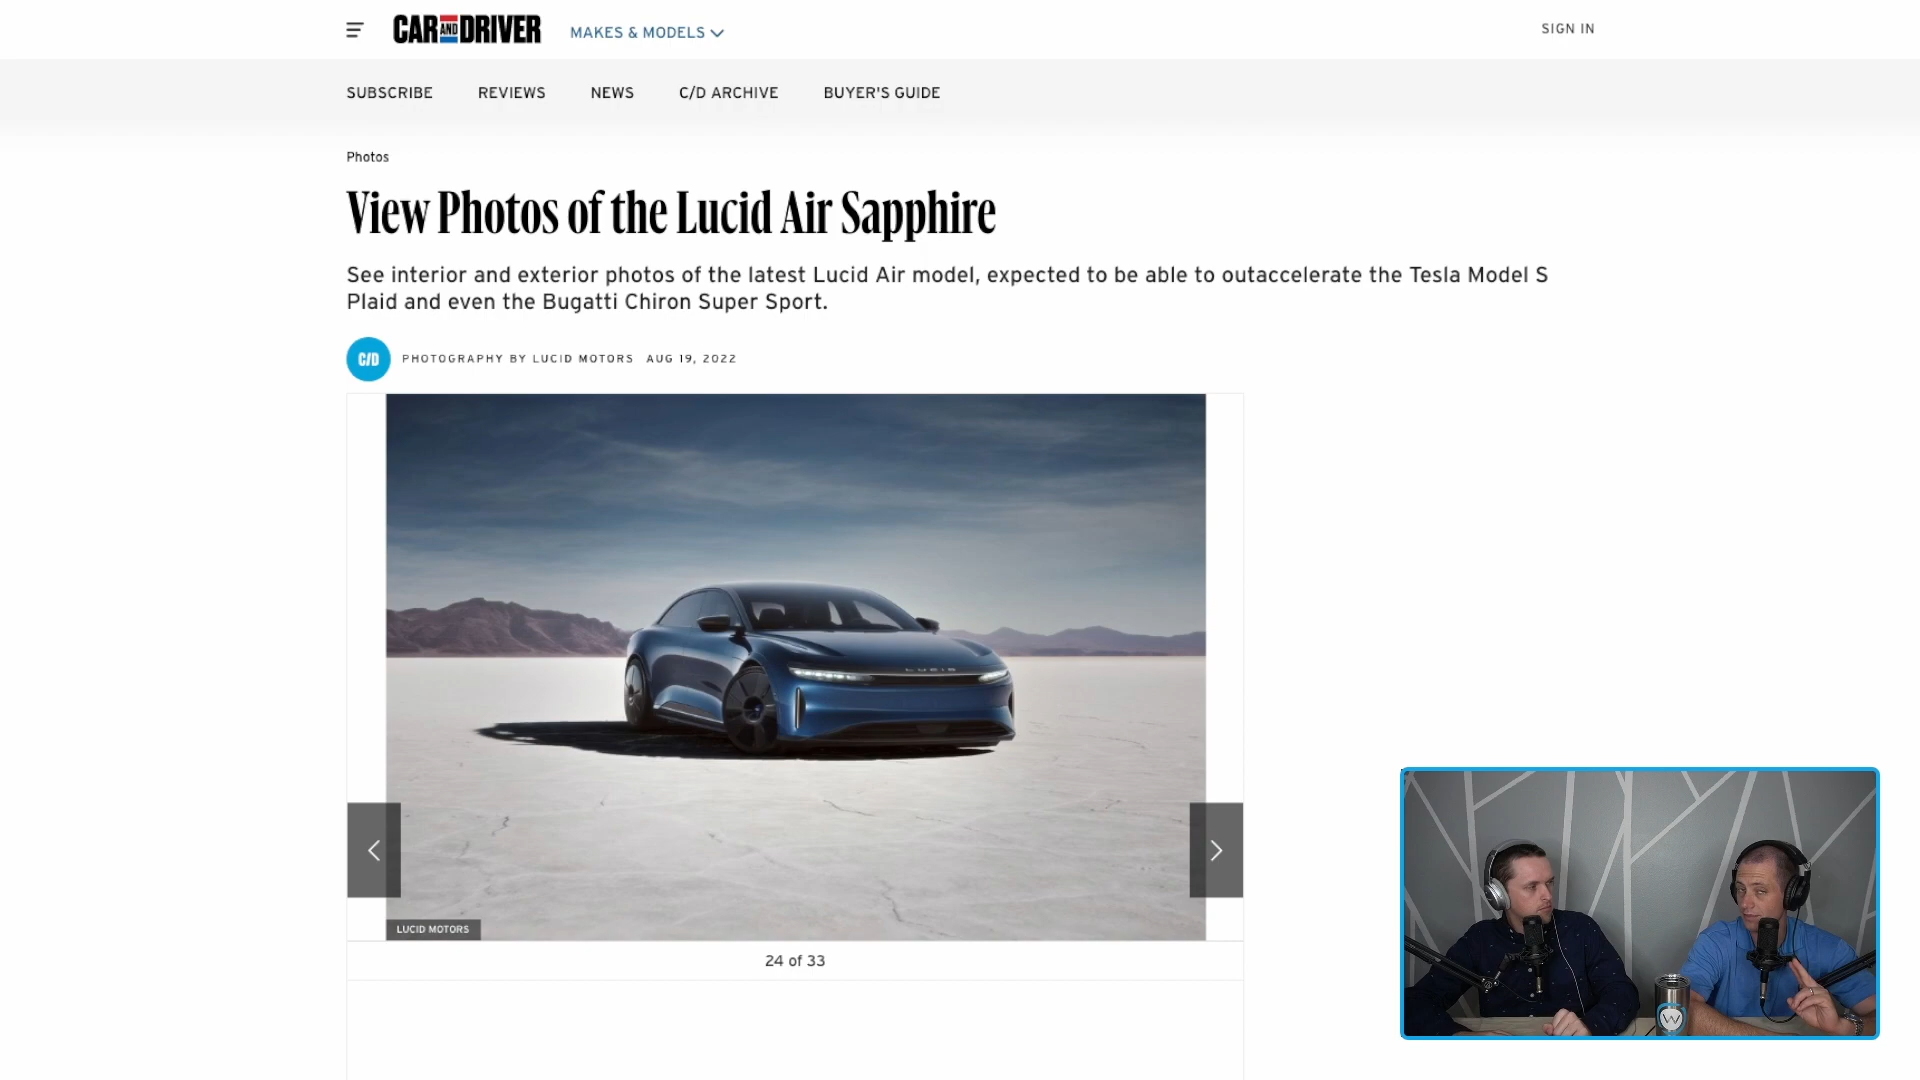 CAR AND DRIVER
MAKES & MODELS
SIGN IN
SUBSCRIBE
REVIEWS
NEWS
C/D ARCHIVE
BUYER'S GUIDE
Photos
View Photos of the Lucid Air Sapphire
See interior and exterior photos of the latest Lucid Air model, expected to be able to outaccelerate the Tesla Model S
Plaid and even the Bugatti Chiron Super Sport.
C/D
PHOTOGRAPHY BY LUCID MOTORS AUG 19, 2022
LUCID
LUCID MOTORS
24 of 33
W